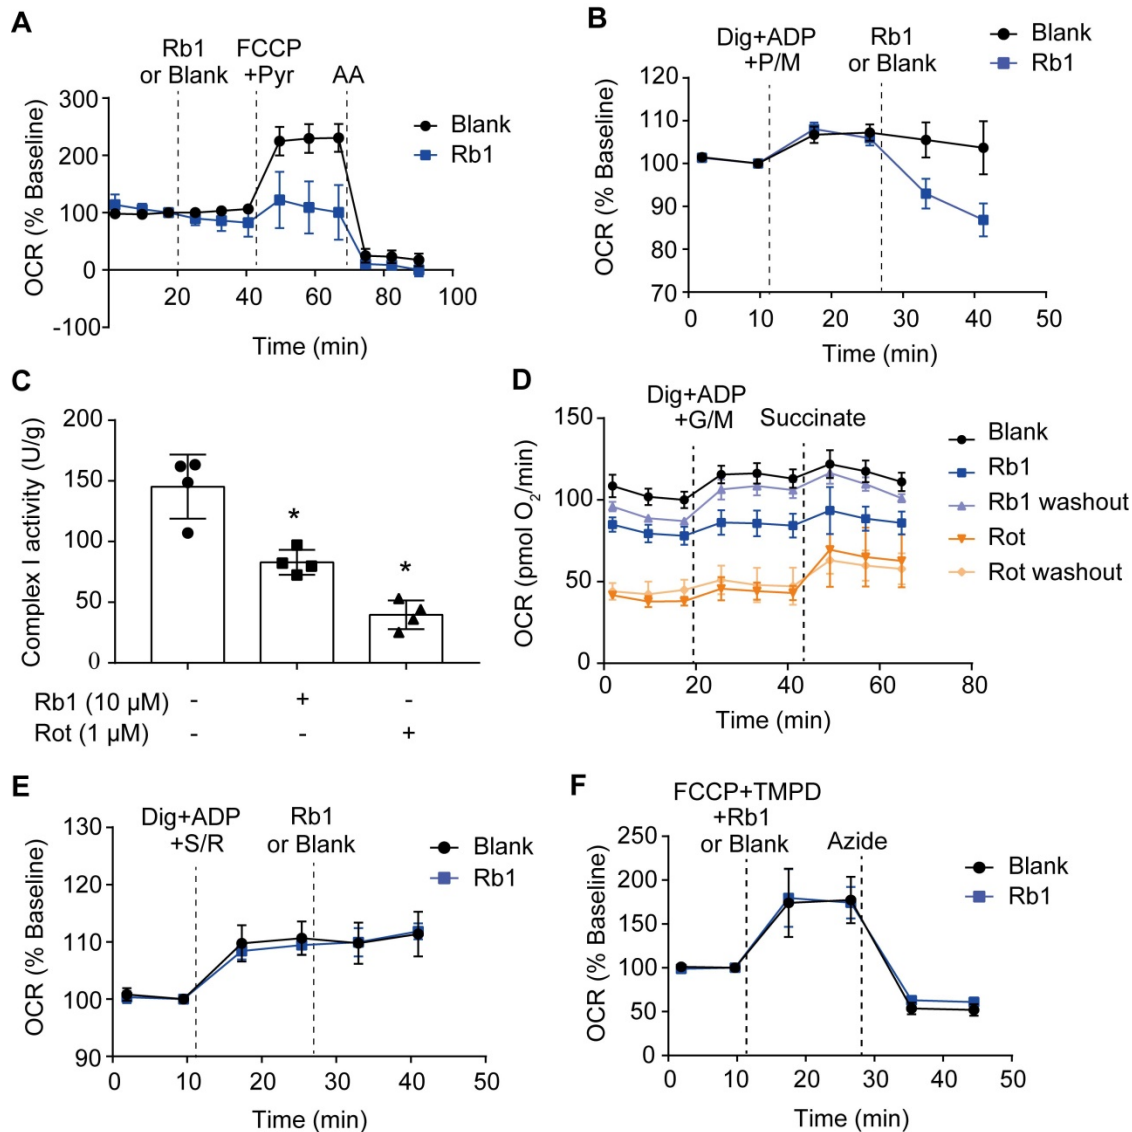 A
Rb1
or Blank
FCCP
+Pyr
AA
Blank
Rb1
OCR (% Baseline)
300
200
100
0
-100
20
40
60
80
100
Time (min)
B
Dig+ADP
+P/M
Rb1
or Blank
Blank
Rb1
OCR (% Baseline)
120
110
100
90
80
70
0
10
20
30
40
50
Time (min)
C
Complex I activity (U/g)
200
150
100
50
0
*
*
Rb1 (10 µM) - + -
Rot (1 µM) - - +
D
Dig+ADP
+G/M
Succinate
Blank
Rb1
Rb1 washout
Rot
Rot washout
OCR (pmol O₂/min)
150
100
50
0
0
20
40
60
80
Time (min)
E
Dig+ADP
+S/R
Rb1
or Blank
Blank
Rb1
OCR (% Baseline)
130
120
110
100
90
0
10
20
30
40
50
Time (min)
F
FCCP+TMPD
+Rb1
or Blank
Azide
Blank
Rb1
OCR (% Baseline)
250
200
150
100
50
0
0
10
20
30
40
50
Time (min)